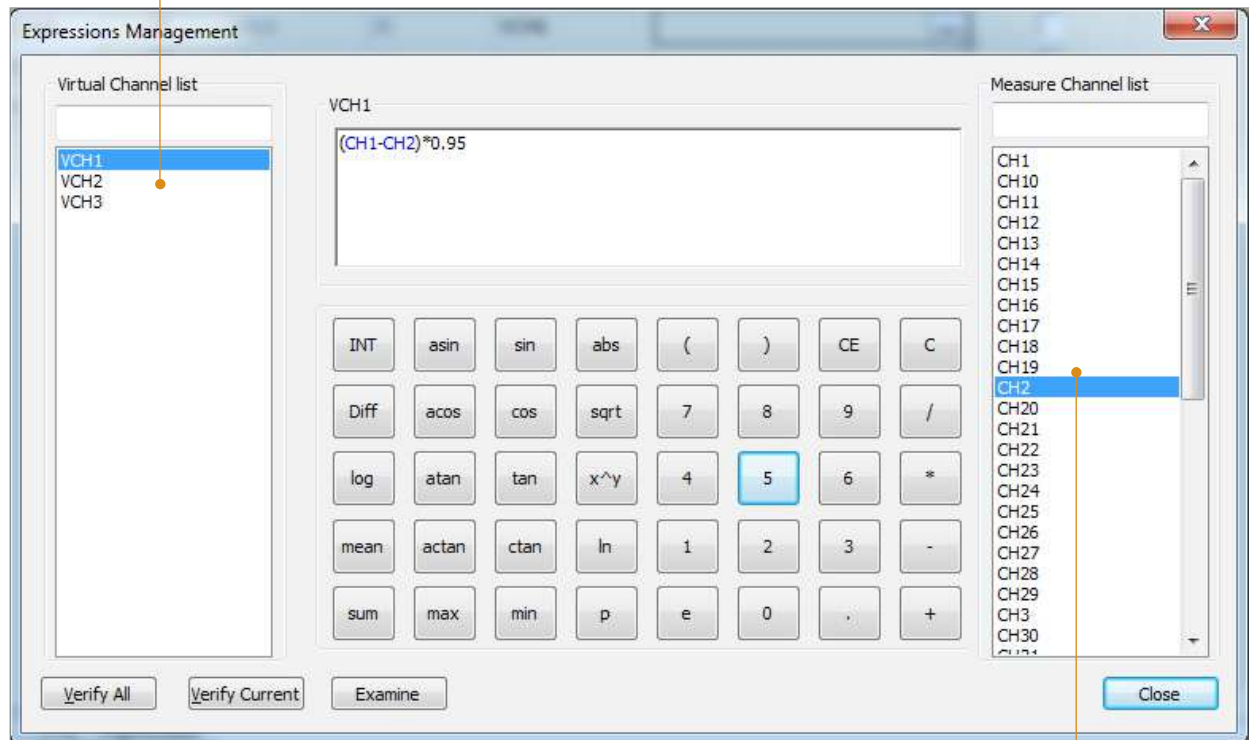 Expressions Management
Virtual Channel list
VCH1
VCH2
VCH3
VCH1
(CH1-CH2)*0.95
INT asin sin abs ( ) CE C
Diff acos cos sqrt 7 8 9 /
log atan tan x^y 4 5 6 *
mean actan ctan ln 1 2 3 -
sum max min p e 0 . +
Measure Channel list
CH1
CH10
CH11
CH12
CH13
CH14
CH15
CH16
CH17
CH18
CH19
CH2
CH20
CH21
CH22
CH23
CH24
CH25
CH26
CH27
CH28
CH29
CH3
CH30
Verify All Verify Current Examine Close